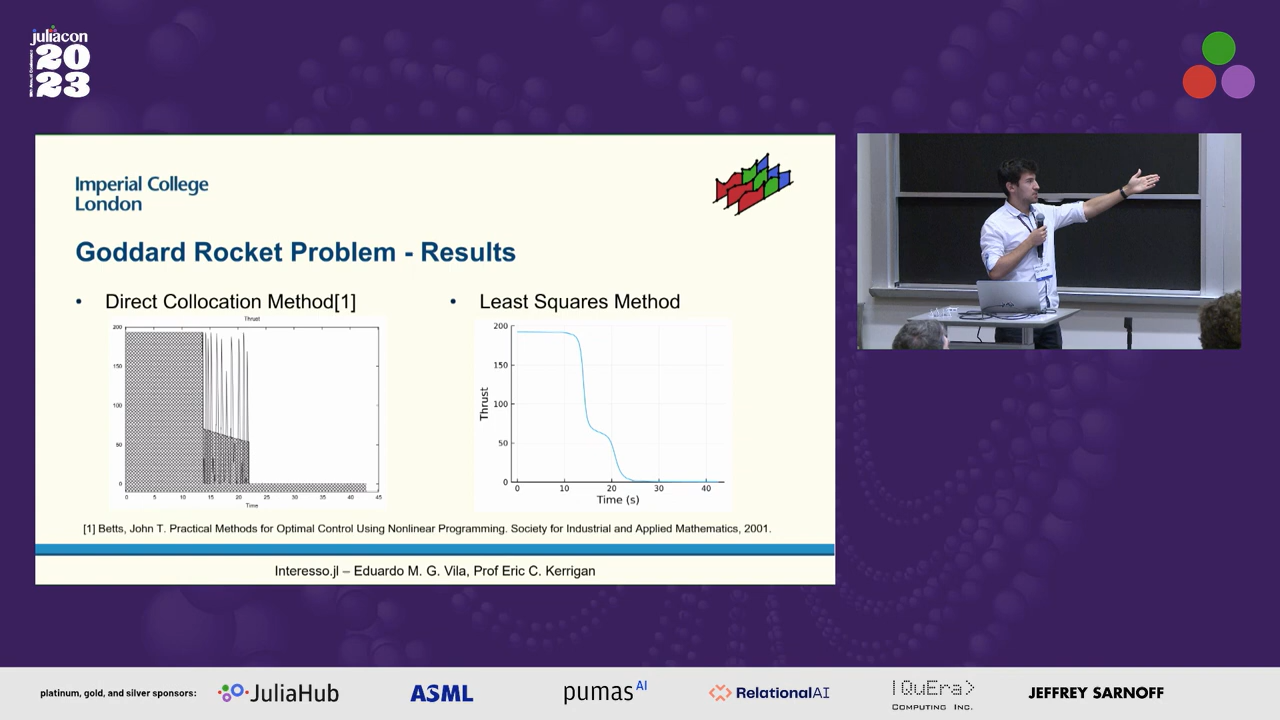 juliacon
20
23
Imperial College
London
Goddard Rocket Problem - Results
• Direct Collocation Method[1]
• Least Squares Method
Thrust
200
150
100
50
0
0 5 10 15 20 25 30 35 40 45
Time
Thrust
200
150
100
50
0
0 10 20 30 40
Time (s)
[1] Betts, John T. Practical Methods for Optimal Control Using Nonlinear Programming. Society for Industrial and Applied Mathematics, 2001.
Interesso.jl – Eduardo M. G. Vila, Prof Eric C. Kerrigan
platinum, gold, and silver sponsors:
JuliaHub
ASML
pumasAI
RelationalAI
|QuEra>
COMPUTING INC.
JEFFREY SARNOFF